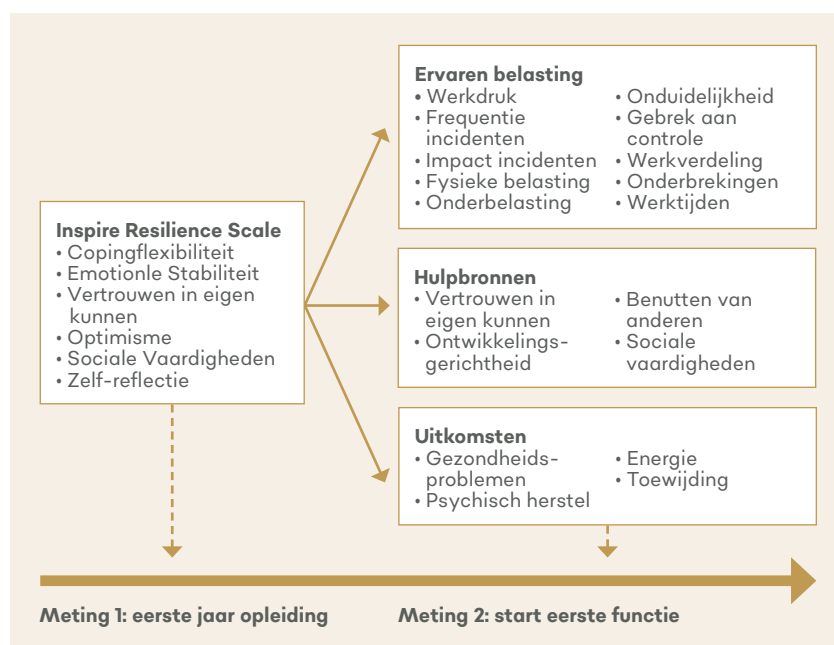 Ervaren belasting
• Werkdruk
• Frequentie
incidenten
• Impact incidenten
• Fysieke belasting
• Onderbelasting
• Onduidelijkheid
• Gebrek aan
controle
• Werkverdeling
• Onderbrekingen
• Werktijden
Inspire Resilience Scale
• Copingflexibiliteit
• Emotionle Stabiliteit
• Vertrouwen in eigen
kunnen
• Optimisme
• Sociale Vaardigheden
• Zelf-reflectie
Hulpbronnen
• Vertrouwen in
eigen kunnen
• Ontwikkelings-
gerichtheid
• Benutten van
anderen
• Sociale
vaardigheden
Uitkomsten
• Gezondheids-
problemen
• Psychisch herstel
• Energie
• Toewijding
Meting 1: eerste jaar opleiding
Meting 2: start eerste functie